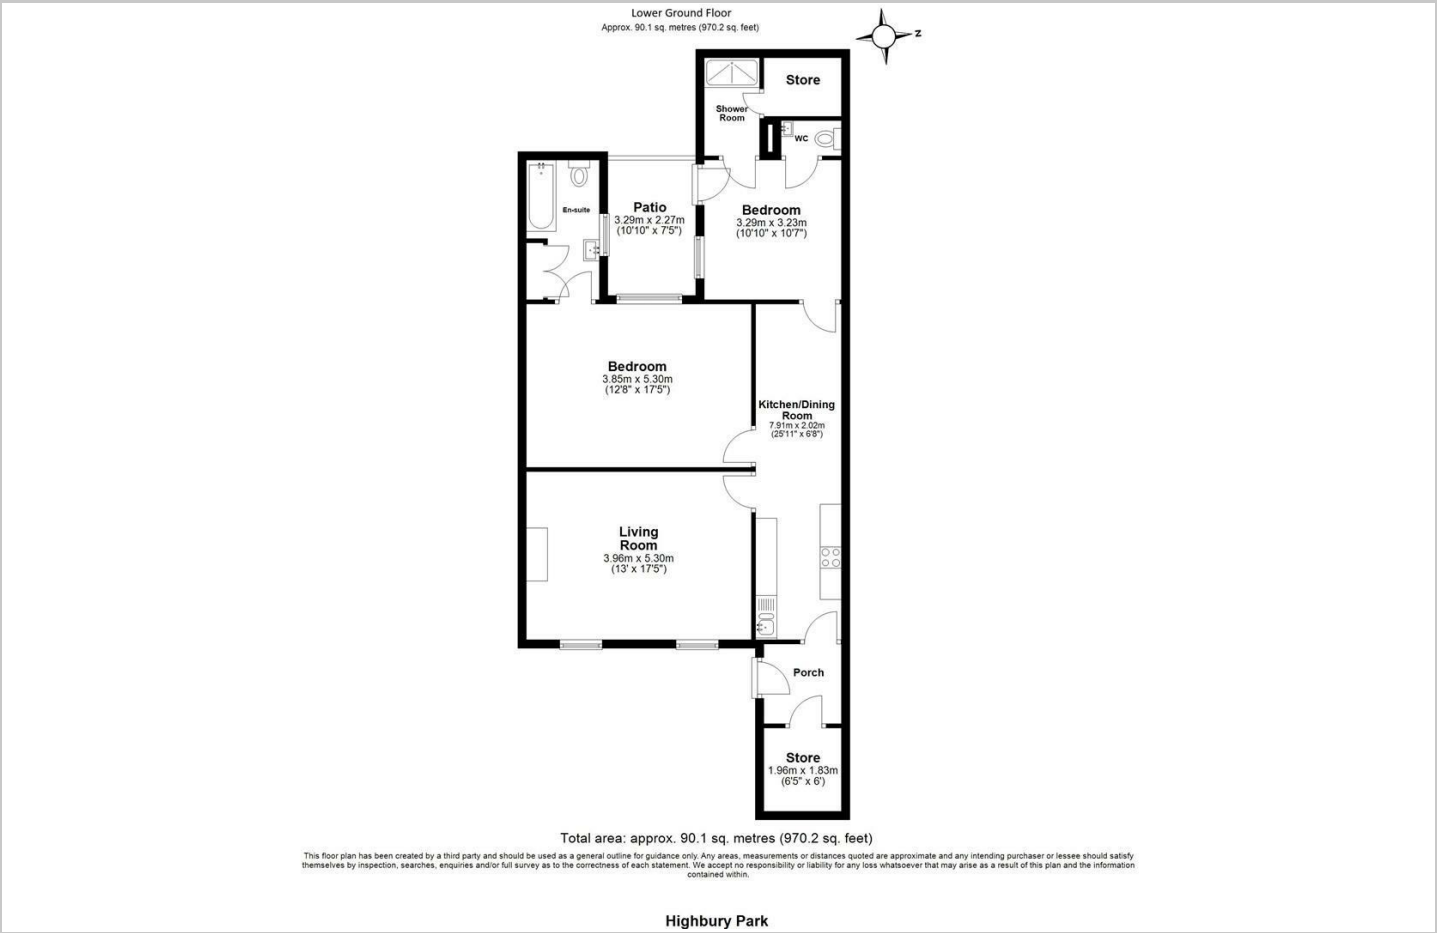 Lower Ground Floor
Approx. 90.1 sq. metres (970.2 sq. feet)
Z
Store
Shower
Room
WC
En-suite
Patio
3.29m x 2.27m
(10'10" x 7'5")
Bedroom
3.29m x 3.23m
(10'10" x 10'7")
Bedroom
3.85m x 5.30m
(12'8" x 17'5")
Kitchen/Dining
Room
7.91m x 2.02m
(25'11" x 6'8")
Living
Room
3.96m x 5.30m
(13' x 17'5")
Porch
Store
1.96m x 1.83m
(6'5" x 6')
Total area: approx. 90.1 sq. metres (970.2 sq. feet)
This floor plan has been created by a third party and should be used as a general outline for guidance only. Any areas, measurements or distances quoted are approximate and any intending purchaser or lessee should satisfy
themselves by inspection, searches, enquiries and/or full survey as to the correctness of each statement. We accept no responsibility or liability for any loss whatsoever that may arise as a result of this plan and the information
contained within.
Highbury Park